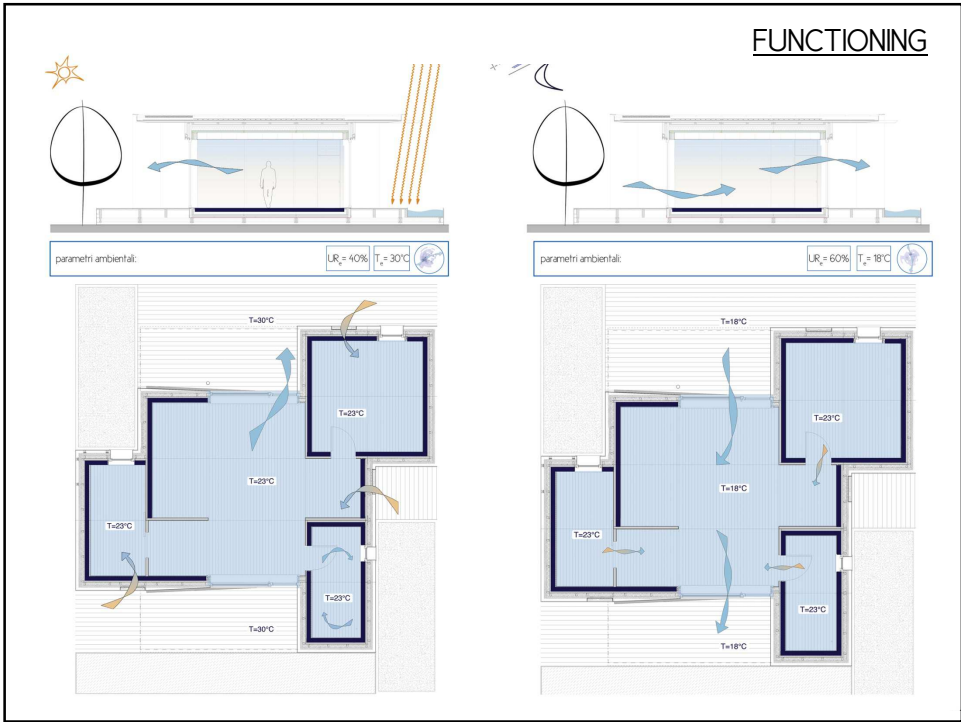 FUNCTIONING
parametri ambientali:
URe = 40%
Te = 30°C
parametri ambientali:
URe = 60%
Te = 18°C
T=30°C
T=23°C
T=23°C
T=23°C
T=23°C
T=30°C
T=18°C
T=23°C
T=18°C
T=23°C
T=23°C
T=18°C